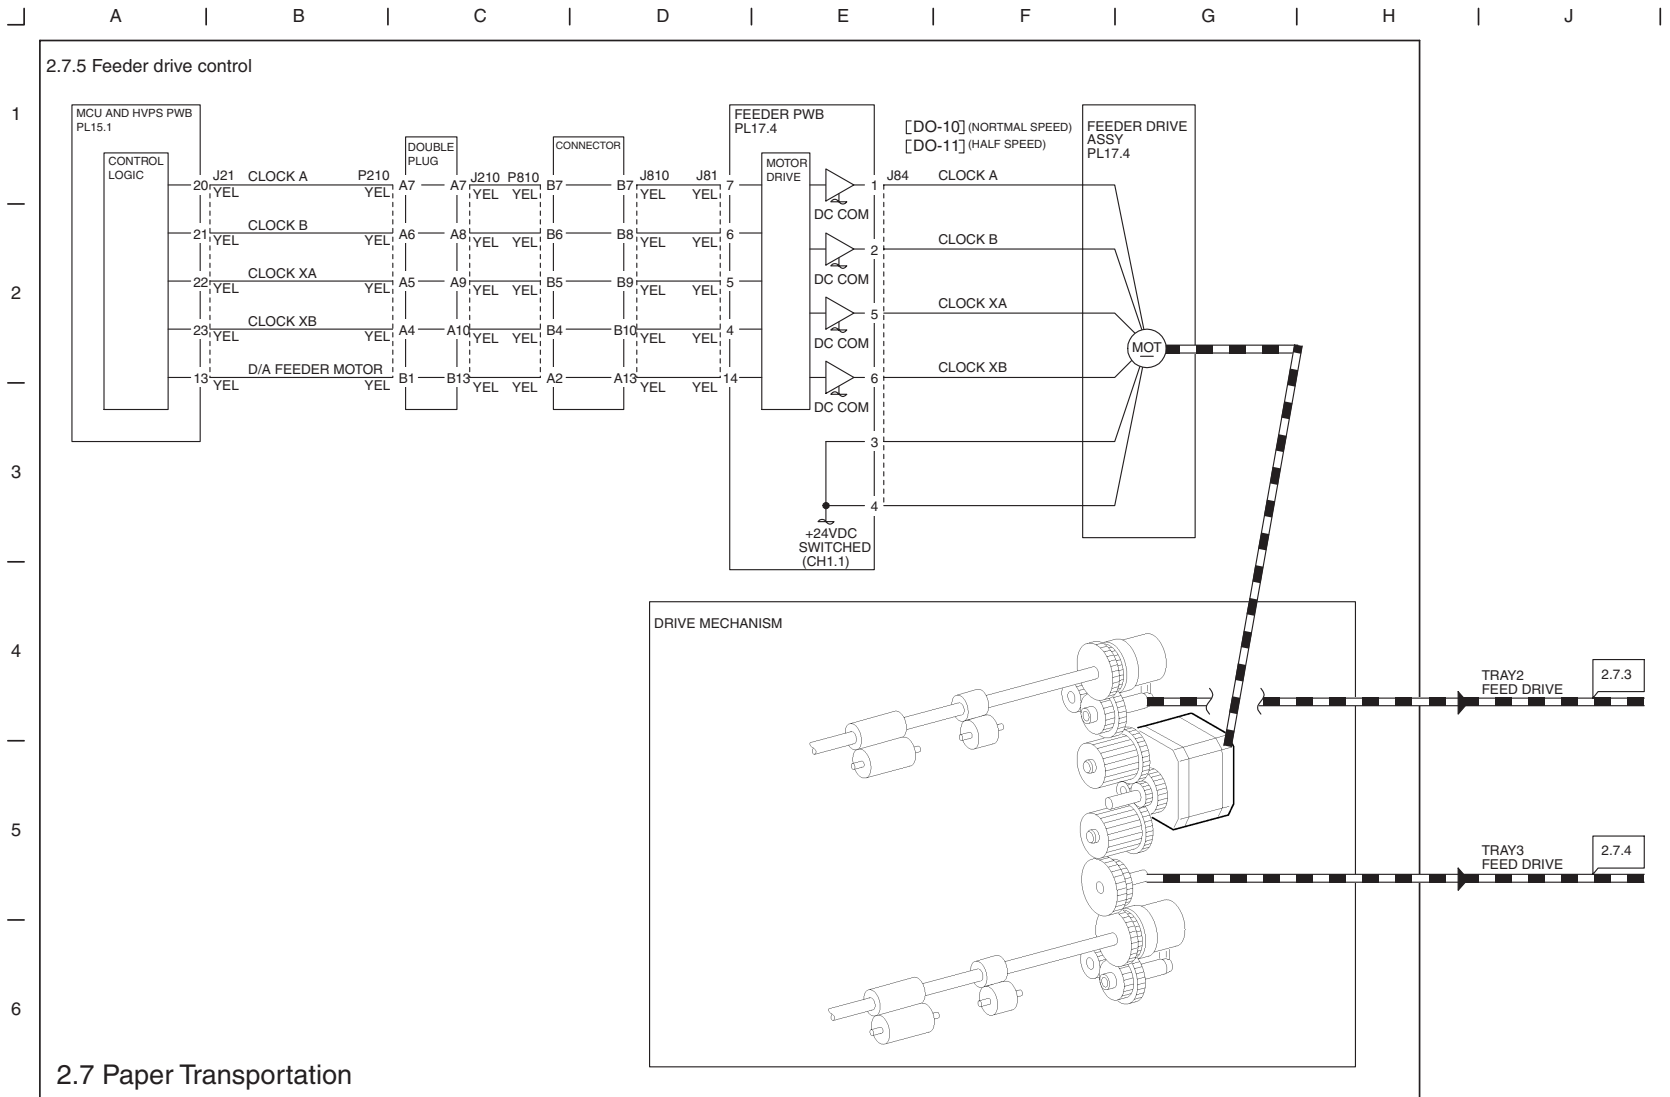 A B C D E F G H J
2.7.5 Feeder drive control
1
MCU AND HVPS PWB
PL15.1
CONTROL
LOGIC
DOUBLE
PLUG
CONNECTOR
FEEDER PWB
PL17.4
MOTOR
DRIVE
[DO-10] (NORTMAL SPEED)
[DO-11] (HALF SPEED)
FEEDER DRIVE
ASSY
PL17.4
20 J21 CLOCK A P210 A7 A7 J210 P810 B7 B7 J810 J81 7 1 J84 CLOCK A
YEL YEL YEL YEL YEL YEL
DC COM
21 CLOCK B A6 A8 B6 B8 6 2 CLOCK B
YEL YEL YEL YEL YEL YEL
DC COM
2
22 CLOCK XA A5 A9 B5 B9 5 5 CLOCK XA
YEL YEL YEL YEL YEL YEL
DC COM
23 CLOCK XB A4 A10 B4 B10 4 6 CLOCK XB
YEL YEL YEL YEL YEL YEL
DC COM
MOT
13 D/A FEEDER MOTOR B1 B13 A2 A13 14
YEL YEL YEL YEL YEL YEL
3
3
4
+24VDC
SWITCHED
(CH1.1)
DRIVE MECHANISM
4
TRAY2
FEED DRIVE
2.7.3
5
TRAY3
FEED DRIVE
2.7.4
6
2.7 Paper Transportation